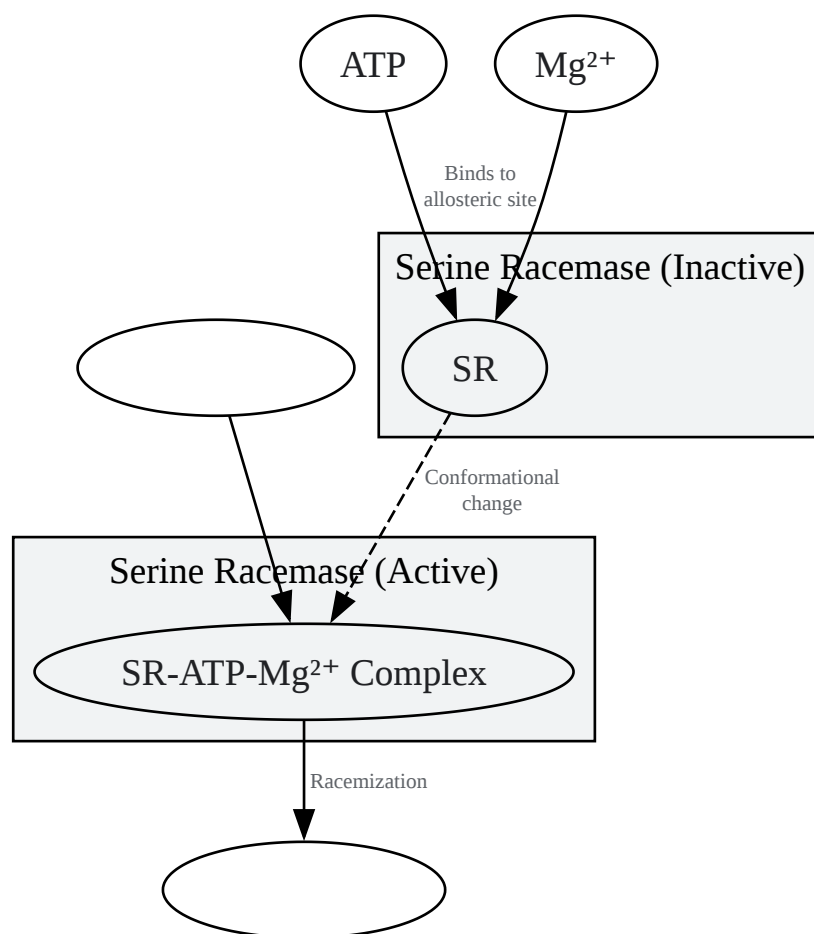 ATP
Mg²⁺
Binds to
allosteric site
Serine Racemase (Inactive)
SR
Conformational
change
Serine Racemase (Active)
SR-ATP-Mg²⁺ Complex
Racemization